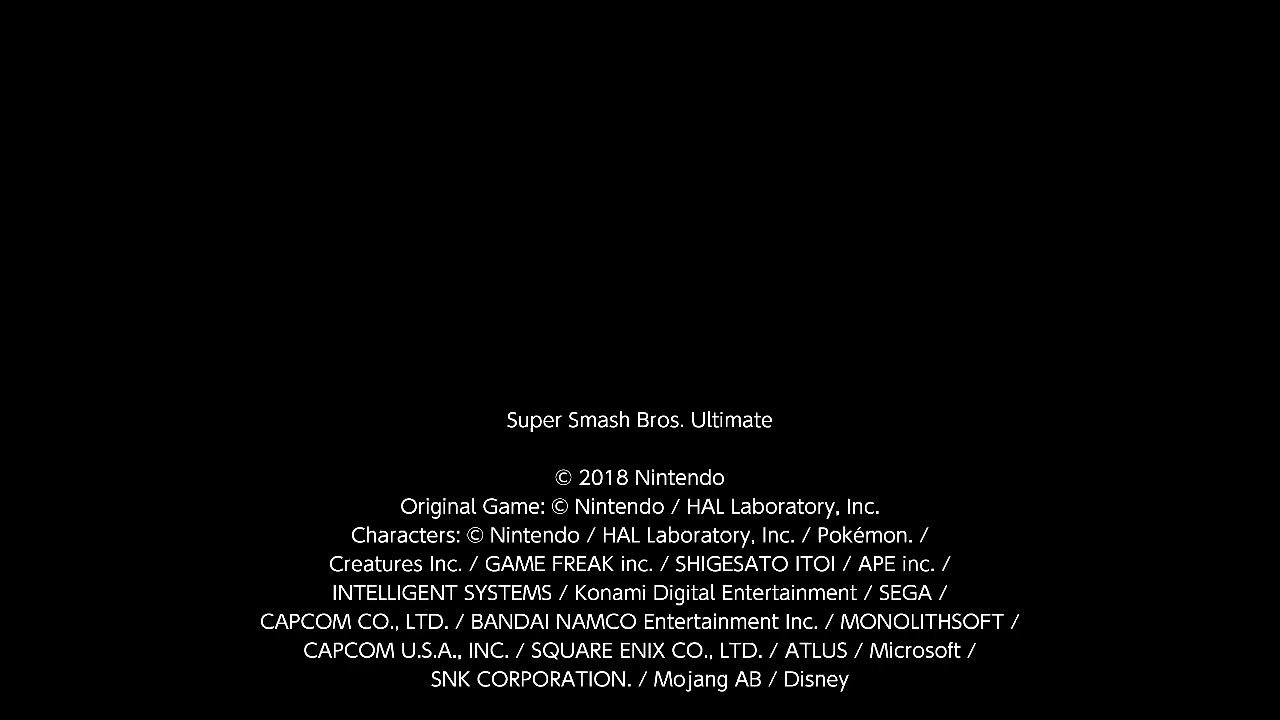 Super Smash Bros. Ultimate
© 2018 Nintendo
Original Game: © Nintendo / HAL Laboratory, Inc.
Characters: © Nintendo / HAL Laboratory, Inc. / Pokémon. /
Creatures Inc. / GAME FREAK inc. / SHIGESATO ITOI / APE inc. /
INTELLIGENT SYSTEMS / Konami Digital Entertainment / SEGA /
CAPCOM CO., LTD. / BANDAI NAMCO Entertainment Inc. / MONOLITHSOFT /
CAPCOM U.S.A., INC. / SQUARE ENIX CO., LTD. / ATLUS / Microsoft /
SNK CORPORATION. / Mojang AB / Disney